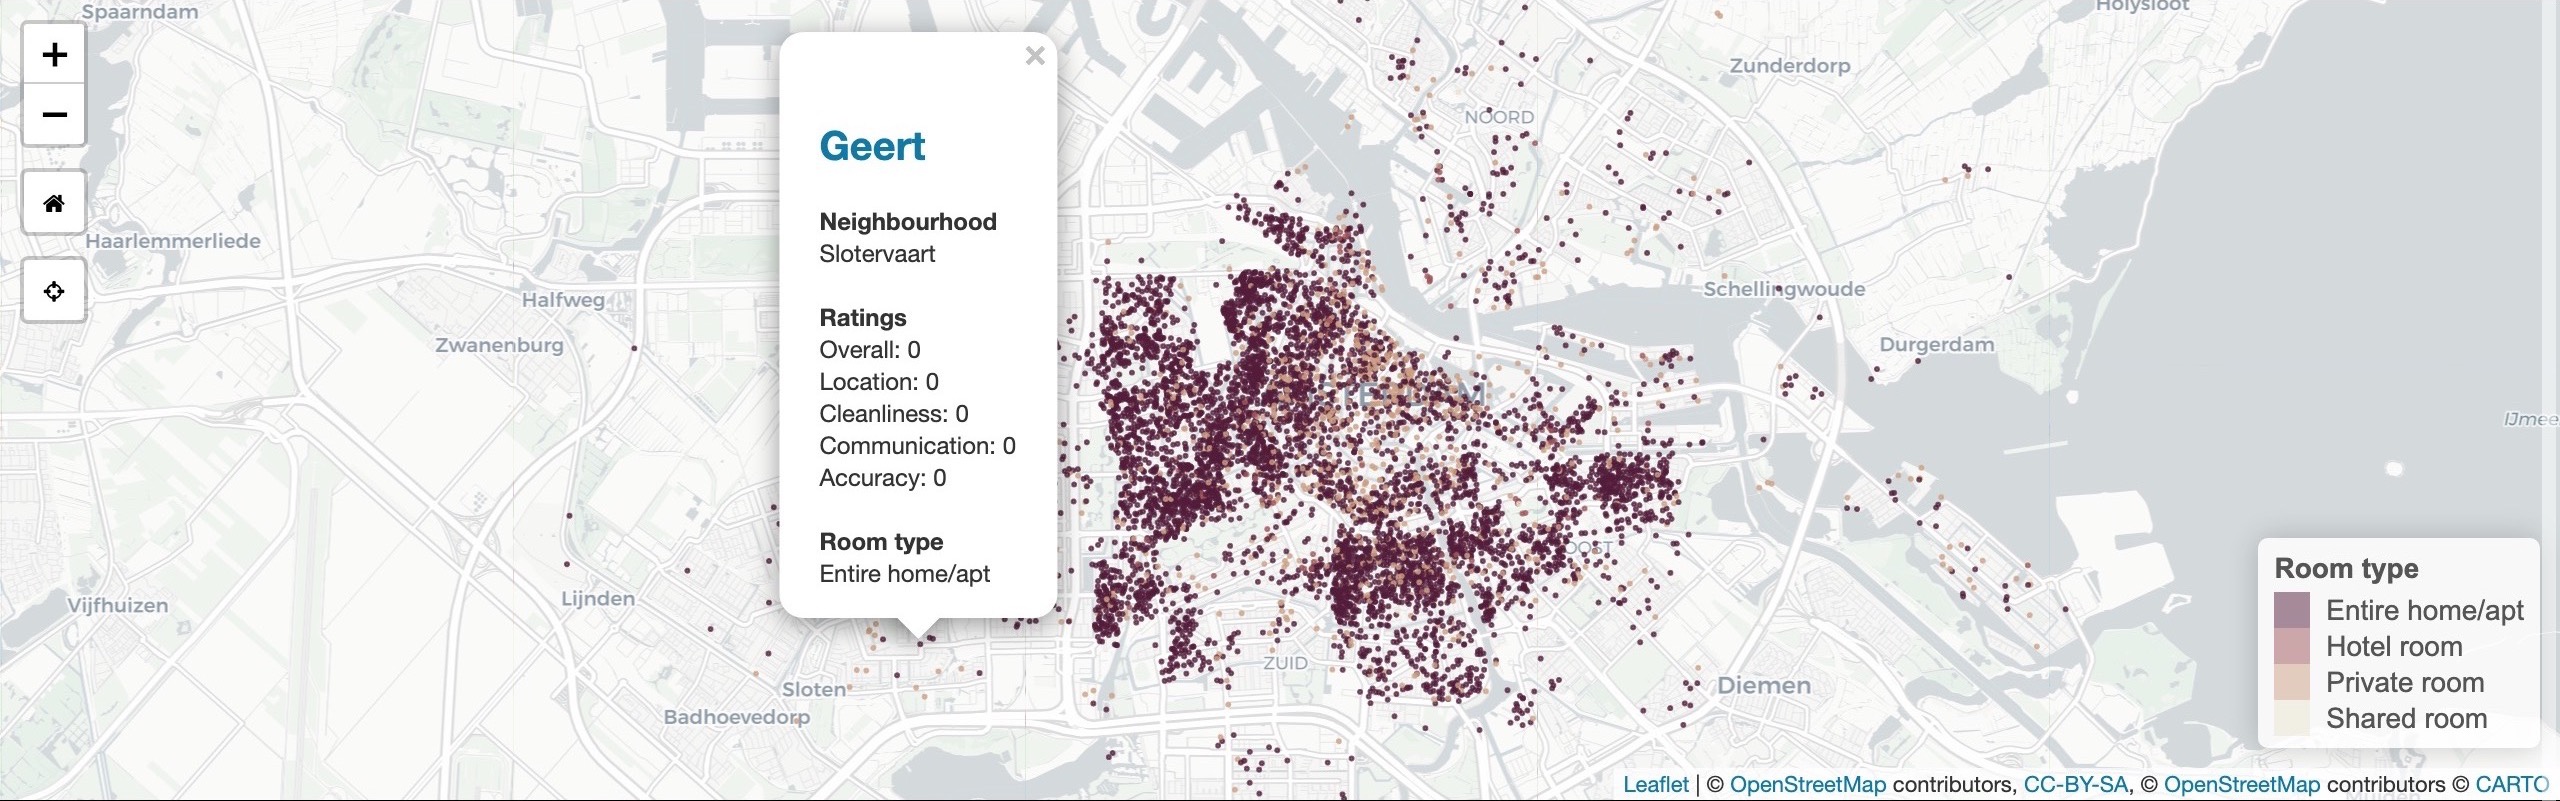 Spaarndam
Holysloot
+
−
×
Zunderdorp
NOORD
Geert
Neighbourhood
Slotervaart
Haarlemmerliede
Halfweg
Schellingwoude
Ratings
Overall: 0
Location: 0
Cleanliness: 0
Communication: 0
Accuracy: 0
Zwanenburg
Durgerdam
Room type
Entire home/apt
OOST
Vijfhuizen
Lijnden
ZUID
Sloten
Diemen
Badhoevedorp
Room type
Entire home/apt
Hotel room
Private room
Shared room
Leaflet | © OpenStreetMap contributors, CC-BY-SA, © OpenStreetMap contributors © CARTO